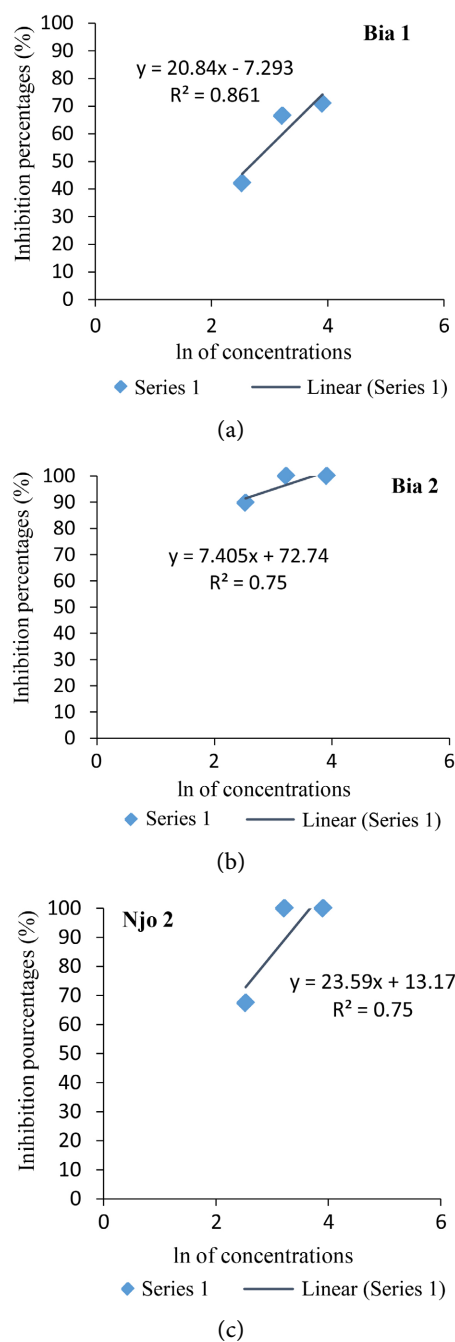 Bia 1
y = 20.84x - 7.293
R² = 0.861
Inhibition percentages (%)
100
90
80
70
60
50
40
30
20
10
0
0 2 4 6
ln of concentrations
Series 1 Linear (Series 1)
(a)
Bia 2
y = 7.405x + 72.74
R² = 0.75
Inhibition percentages (%)
100
90
80
70
60
50
40
30
20
10
0
0 2 4 6
ln of concentrations
Series 1 Linear (Series 1)
(b)
Njo 2
y = 23.59x + 13.17
R² = 0.75
Inihibition pourcentages (%)
100
90
80
70
60
50
40
30
20
10
0
0 2 4 6
ln of concentrations
Series 1 Linear (Series 1)
(c)